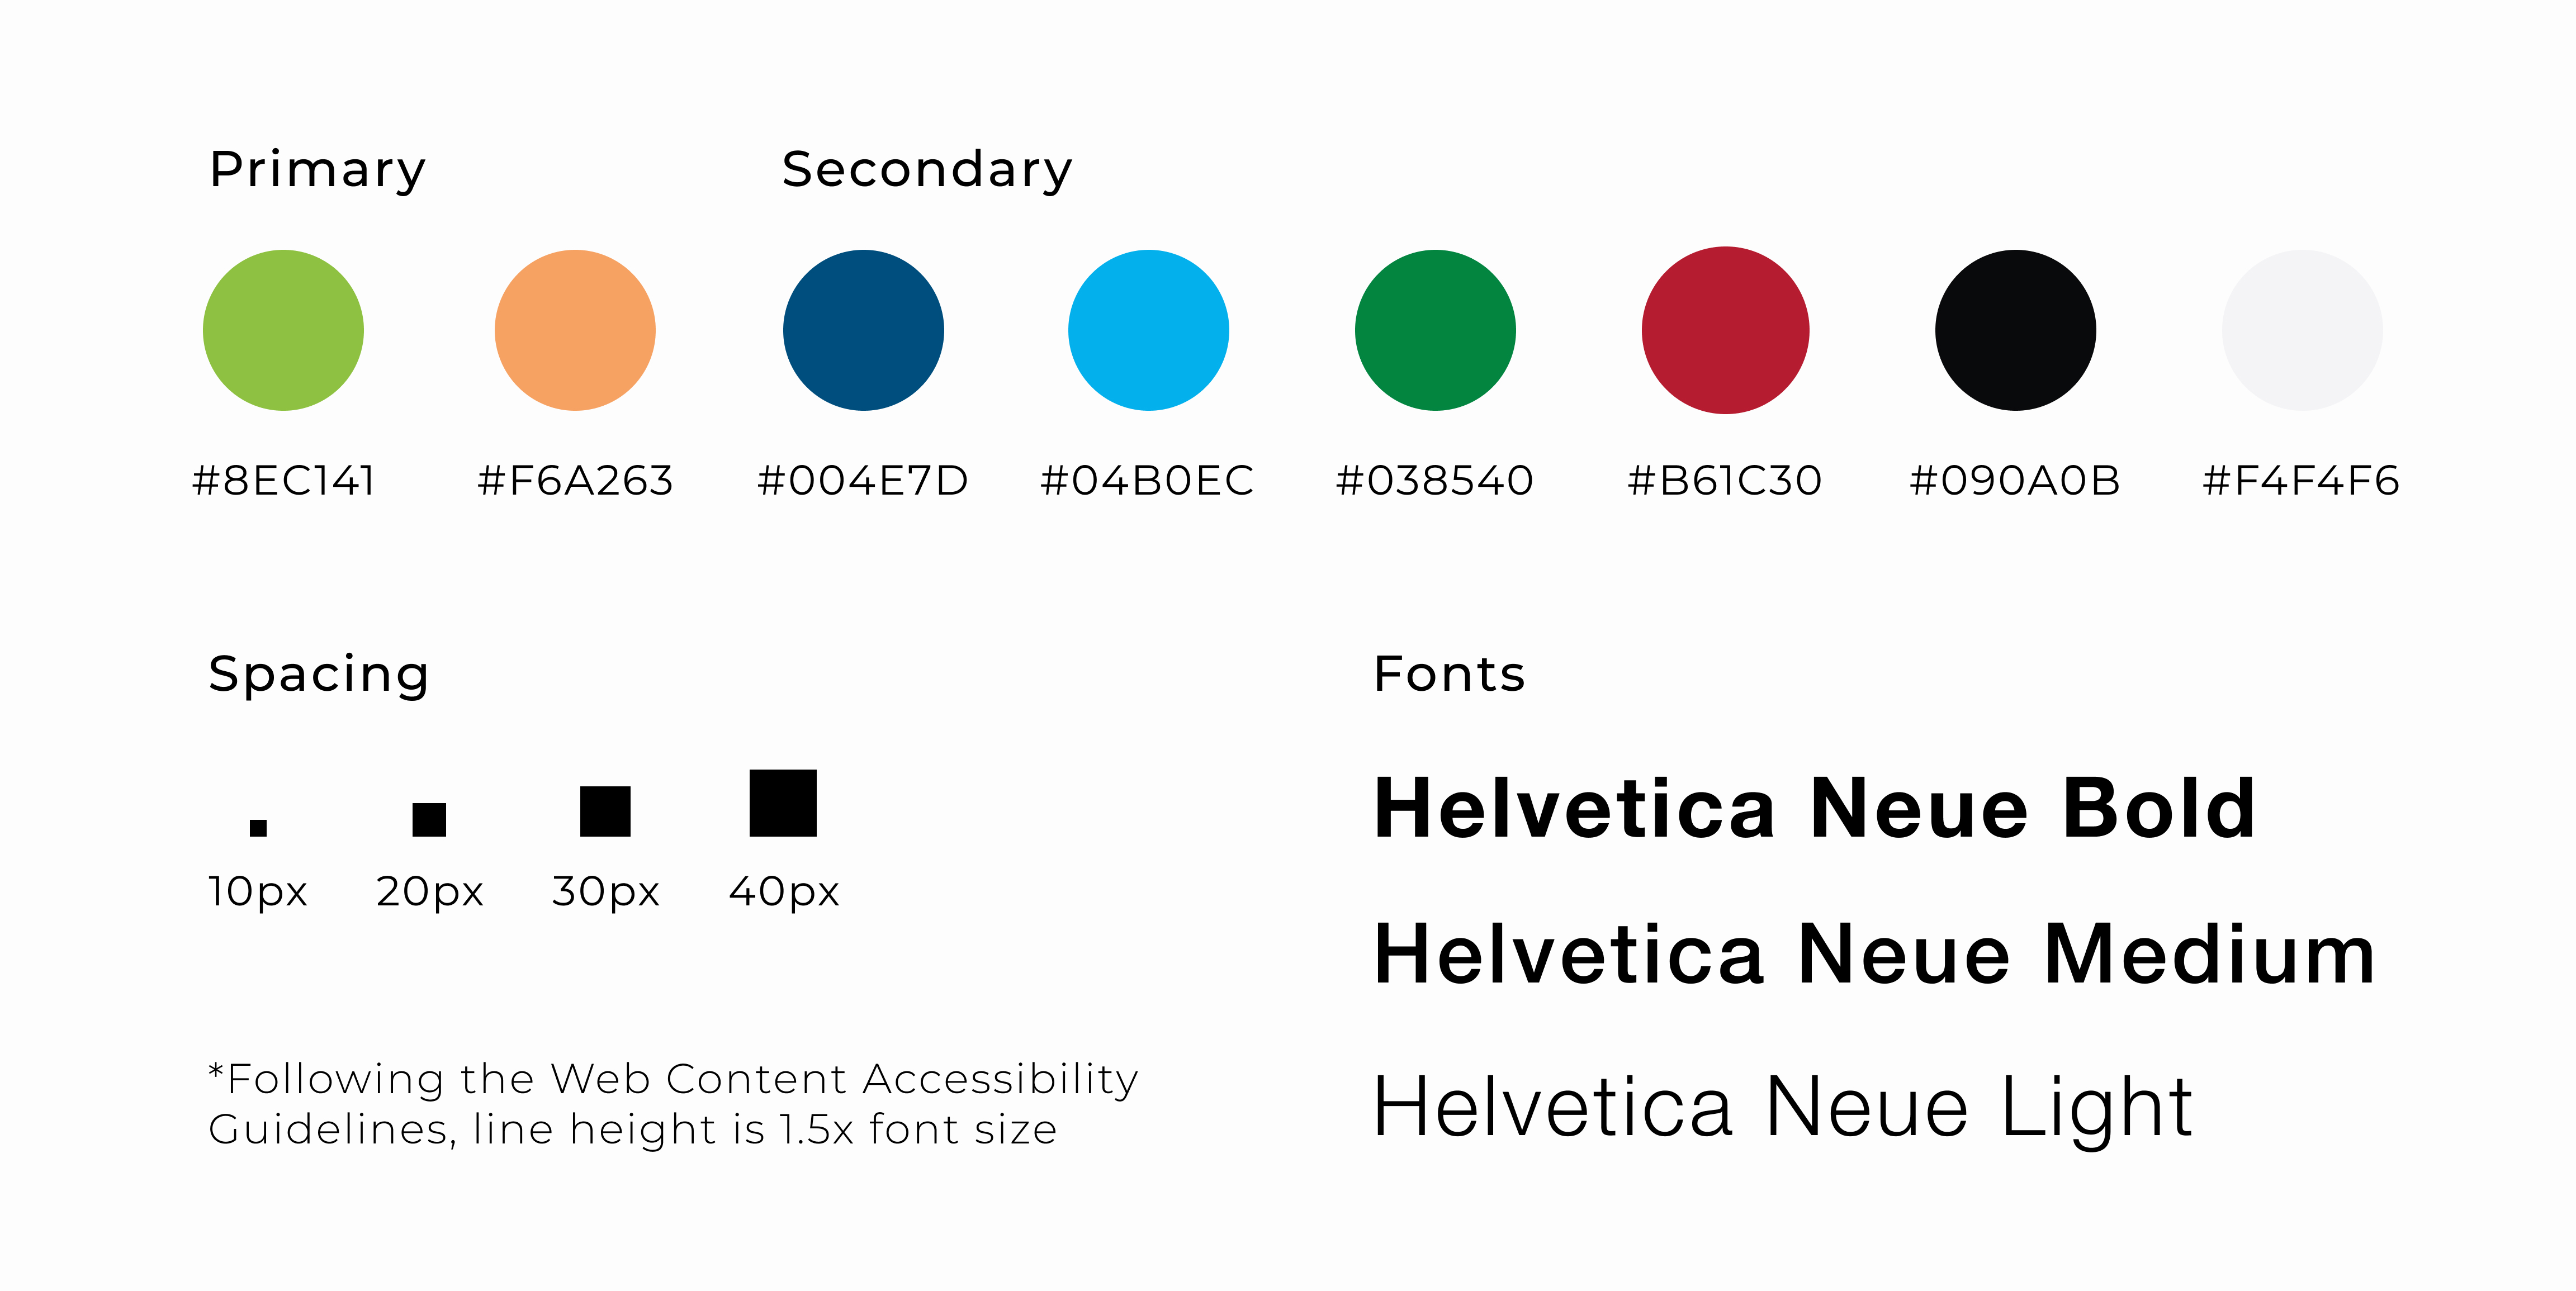 Primary
Secondary
#8EC141
#F6A263
#004E7D
#04B0EC
#038540
#B61C30
#090A0B
#F4F4F6
Spacing
10px
20px
30px
40px
*Following the Web Content Accessibility
Guidelines, line height is 1.5x font size
Fonts
Helvetica Neue Bold
Helvetica Neue Medium
Helvetica Neue Light